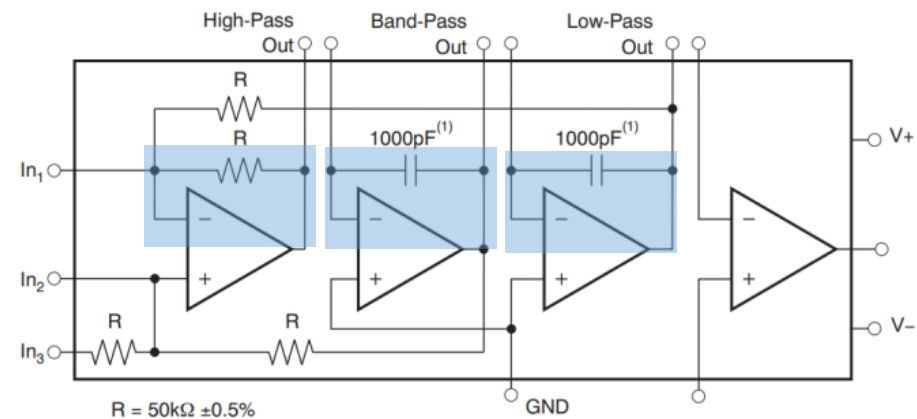 High-Pass Out
Band-Pass Out
Low-Pass Out
R
R
1000pF(1)
1000pF(1)
V+
In1
−
−
−
−
In2
+
+
+
+
R
R
V−
In3
GND
R = 50kΩ ±0.5%